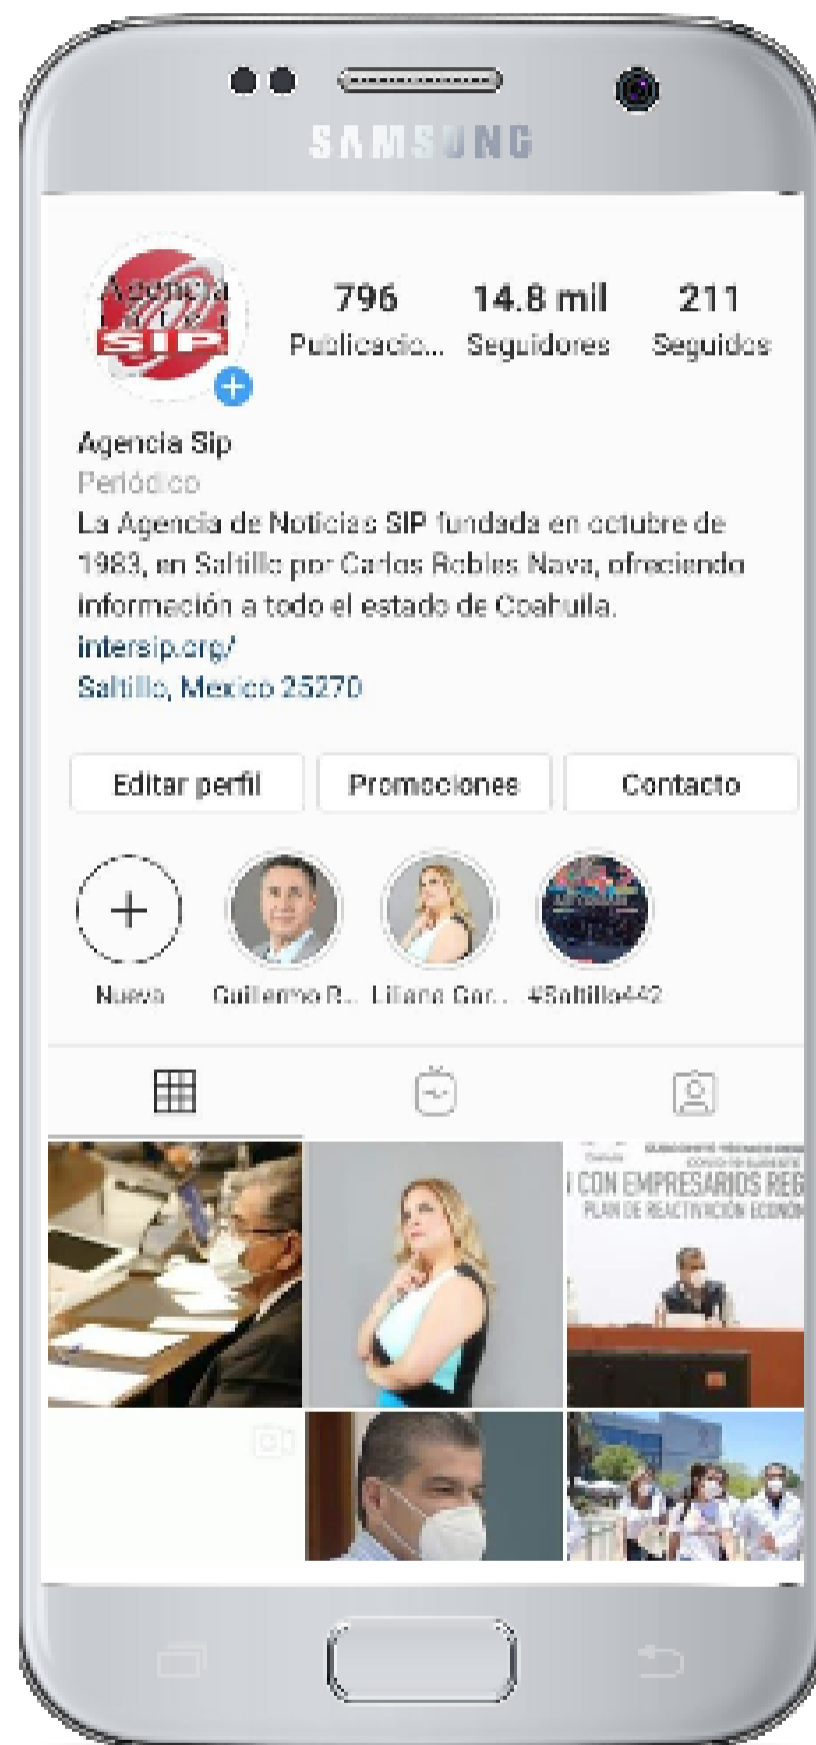 SAMSUNG
Agencia
SIP
796 14.8 mil 211
Publicacio... Seguidores Seguidos
Agencia Sip
Periódico
La Agencia de Noticias SIP fundada en octubre de
1983, en Saltillo por Carlos Robles Nava, ofreciendo
información a todo el estado de Coahuila.
intersip.org/
Saltillo, Mexico 25270
Editar perfil Promociones Contacto
Nueva Guillermo R... Liliana Gar... #Saltillo442
CON EMPRESARIOS REG
PLAN DE REACTIVACIÓN ECONÓM